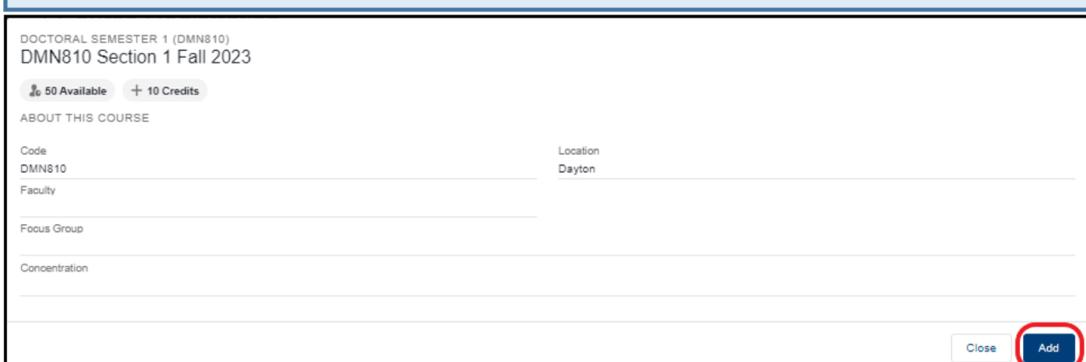 DOCTORAL SEMESTER 1 (DMN810)
DMN810 Section 1 Fall 2023
50 Available + 10 Credits
ABOUT THIS COURSE
Code
DMN810
Location
Dayton
Faculty
Focus Group
Concentration
Close Add